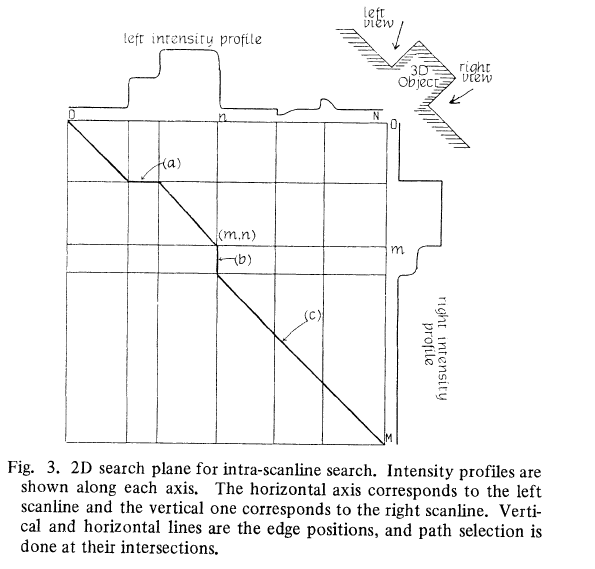 left
view
left intensity profile
3D
Object
right
view
0
n
N
0
(a)
(m,n)
m
(b)
(c)
right intensity
profile
M
Fig. 3. 2D search plane for intra-scanline search. Intensity profiles are
shown along each axis. The horizontal axis corresponds to the left
scanline and the vertical one corresponds to the right scanline. Verti-
cal and horizontal lines are the edge positions, and path selection is
done at their intersections.